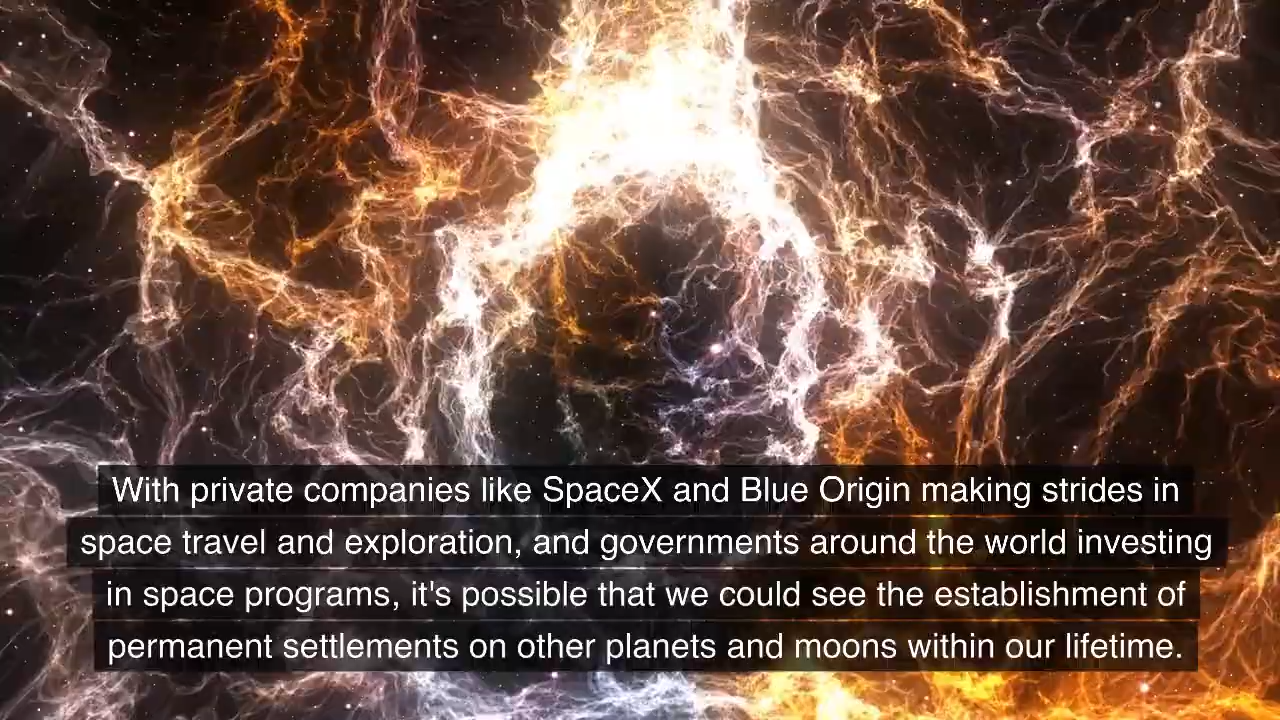 With private companies like SpaceX and Blue Origin making strides in
space travel and exploration, and governments around the world investing
in space programs, it's possible that we could see the establishment of
permanent settlements on other planets and moons within our lifetime.